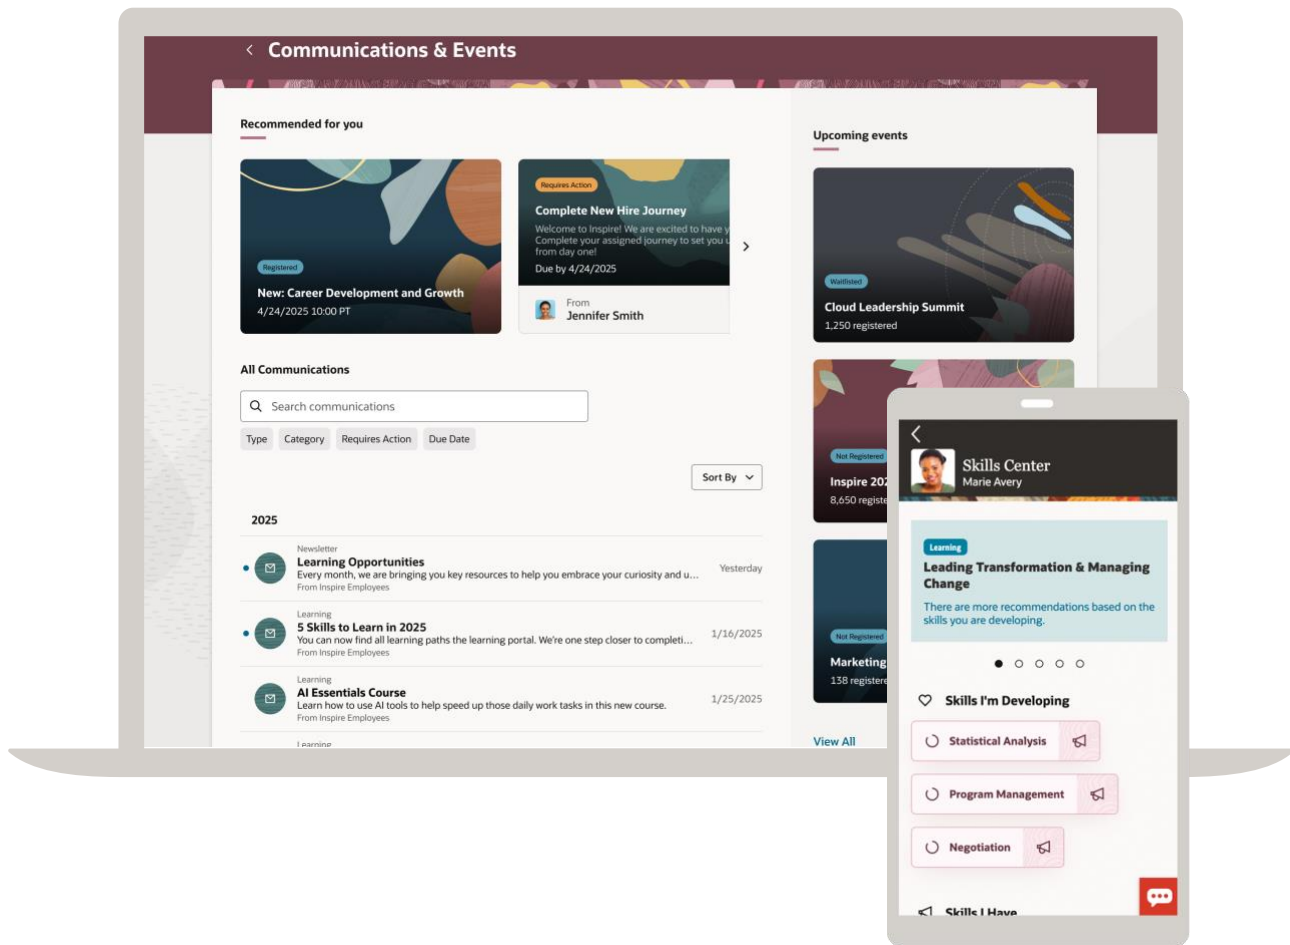 Communications & Events
Recommended for you
Registered
New: Career Development and Growth
4/24/2025 10:00 PT
Requires Action
Complete New Hire Journey
Welcome to Inspire! We are excited to have
Complete your assigned journey to set you
from day one!
Due by 4/24/2025
From
Jennifer Smith
All Communications
Search communications
Type Category Requires Action Due Date
Sort By
2025
Newsletter
Learning Opportunities
Every month, we are bringing you key resources to help you embrace your curiosity and u...
From Inspire Employees
Yesterday
Learning
5 Skills to Learn in 2025
You can now find all learning paths the learning portal. We're one step closer to completi...
From Inspire Employees
1/16/2025
Learning
AI Essentials Course
Learn how to use AI tools to help speed up those daily work tasks in this new course.
From Inspire Employees
1/25/2025
Learning
Upcoming events
Waitlisted
Cloud Leadership Summit
1,250 registered
Not Registered
Inspire
8,650
Not Registered
Marketing
138
View All
Skills Center
Marie Avery
Learning
Leading Transformation & Managing
Change
There are more recommendations based on the
skills you are developing.
Skills I'm Developing
Statistical Analysis
Program Management
Negotiation
Skills I Have